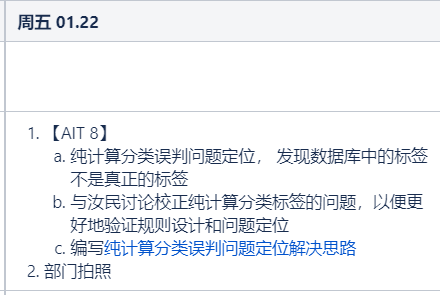 周五 01.22
1. 【AIT 8】
a. 纯计算分类误判问题定位， 发现数据库中的标签
不是真正的标签
b. 与汝民讨论校正纯计算分类标签的问题，以便更
好地验证规则设计和问题定位
c. 编写纯计算分类误判问题定位解决思路
2. 部门拍照